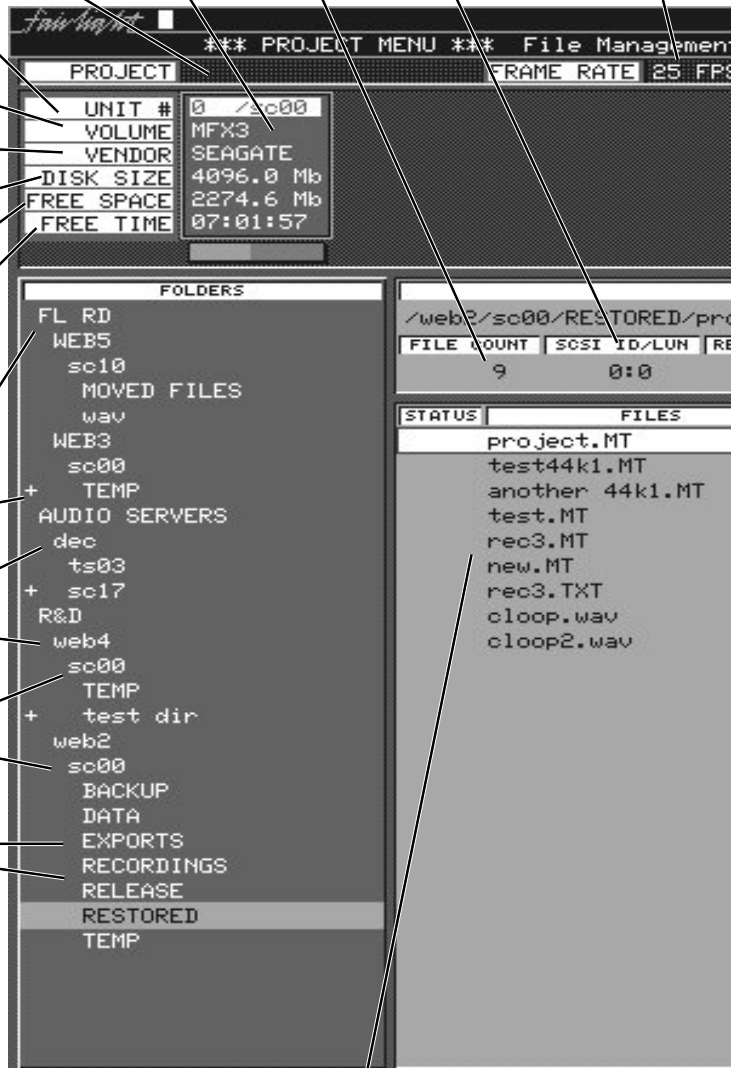 fairlight
*** PROJECT MENU *** File Management
PROJECT FRAME RATE 25 FPS
UNIT # 0 /sc00
VOLUME MFX3
VENDOR SEAGATE
DISK SIZE 4096.0 Mb
FREE SPACE 2274.6 Mb
FREE TIME 07:01:57
FOLDERS
FL RD
WEB5
sc10
MOVED FILES
wav
WEB3
sc00
+ TEMP
AUDIO SERVERS
dec
ts03
+ sc17
R&D
web4
sc00
TEMP
+ test dir
web2
sc00
BACKUP
DATA
EXPORTS
RECORDINGS
RELEASE
RESTORED
TEMP
/web2/sc00/RESTORED/pro
FILE COUNT SCSI ID/LUN RE
9 0:0
STATUS FILES
project.MT
test44k1.MT
another 44k1.MT
test.MT
rec3.MT
new.MT
rec3.TXT
cloop.wav
cloop2.wav